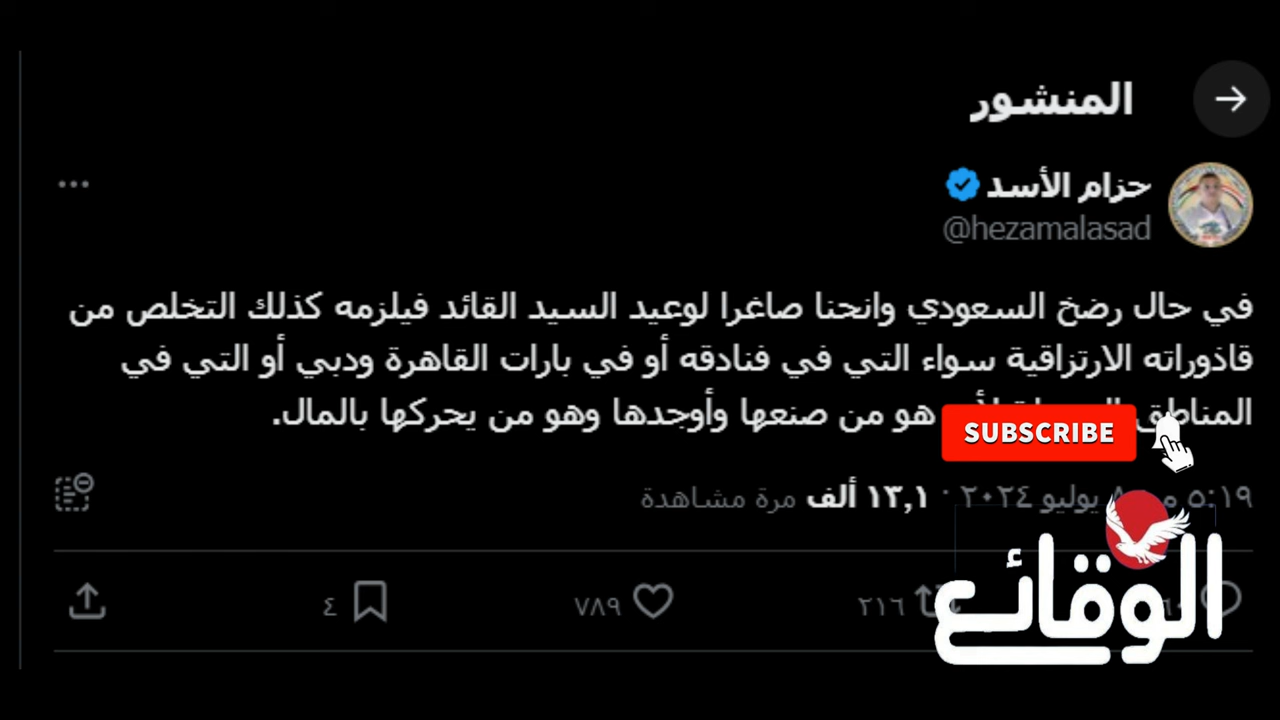 المنشور
حزام الأسد
@hezamalasad
في حال رضخ السعودي وانحنا صاغرا لوعيد السيد القائد فيلزمه كذلك التخلص من
قاذوراته الارتزاقية سواء التي في فنادقه أو في بارات القاهرة ودبي أو التي في
المناطق هو من صنعها وأوجدها وهو من يحركها بالمال.
SUBSCRIBE
٥:١٩ م يوليو ٢٠٢٤ · ١٣,١ ألف مرة مشاهدة
٢١٦ ٧٨٩ ٤
الوقائع